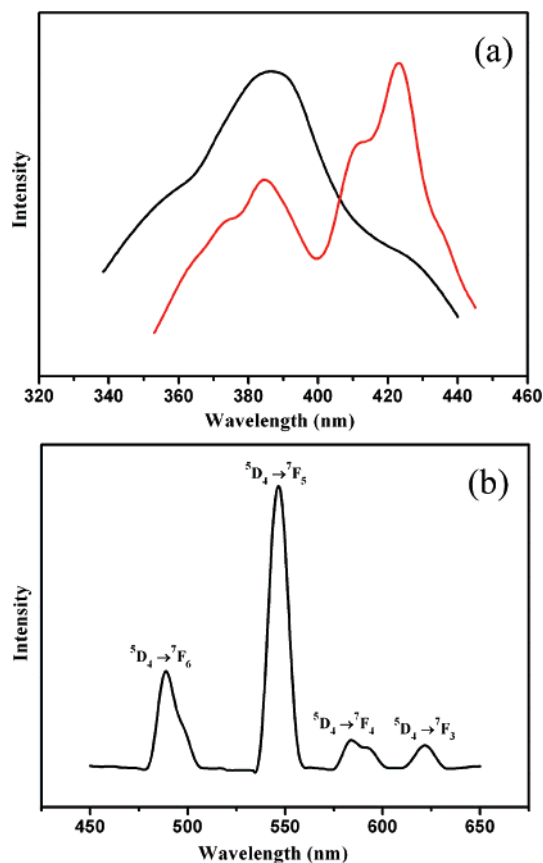 (a)
Intensity
320 340 360 380 400 420 440 460
Wavelength (nm)
(b)
⁵D₄→⁷F₅
⁵D₄→⁷F₆
⁵D₄→⁷F₄
⁵D₄→⁷F₃
Intensity
450 500 550 600 650
Wavelength (nm)